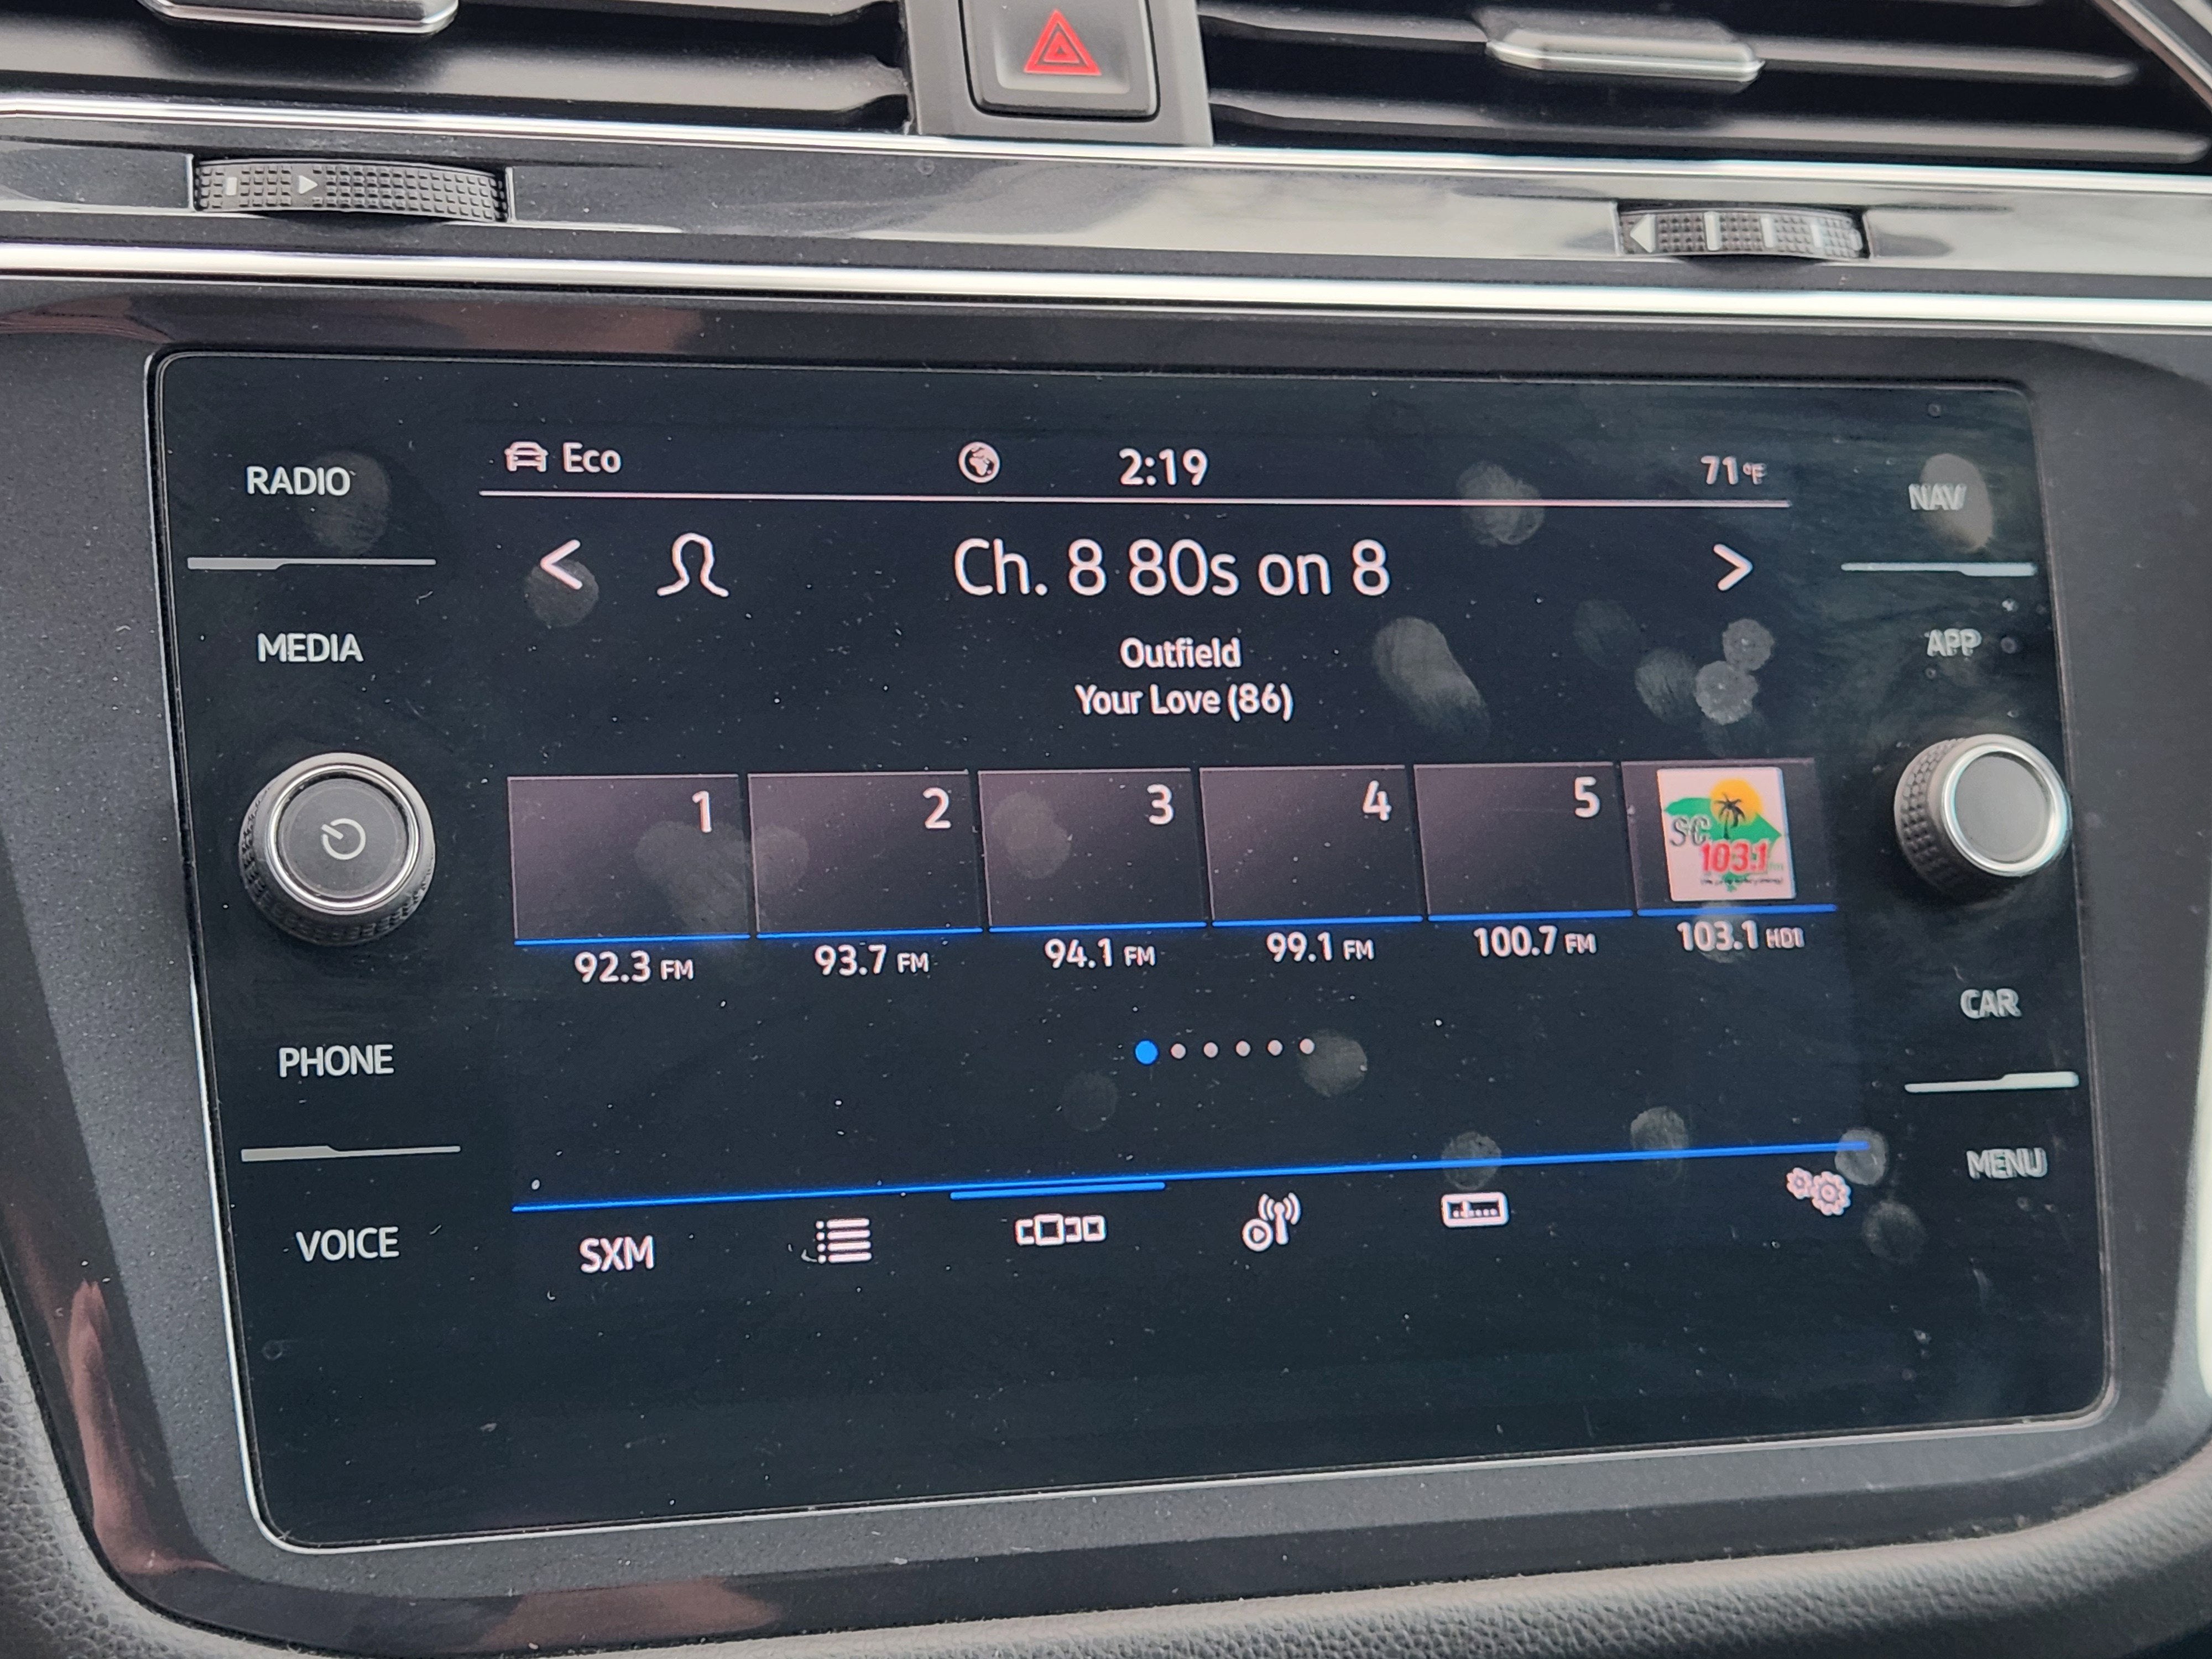 RADIO
MEDIA
PHONE
VOICE
Eco
2:19
71°F
Ch. 8 80s on 8
Outfield
Your Love (86)
1
2
3
4
5
SC
103.1
92.3 FM
93.7 FM
94.1 FM
99.1 FM
100.7 FM
103.1 HD1
SXM
NAV
APP
CAR
MENU